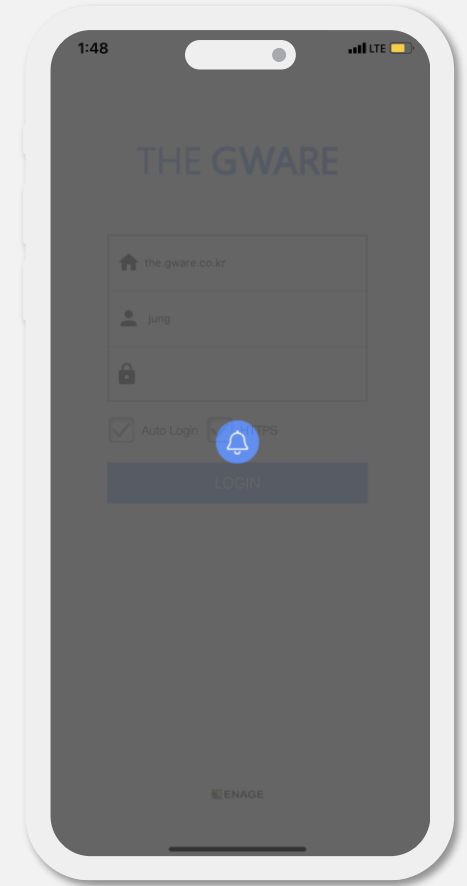 1:48
LTE
THE GWARE
the.gware.co.kr
jung
Auto Login HTTPS
LOGIN
ENAGE